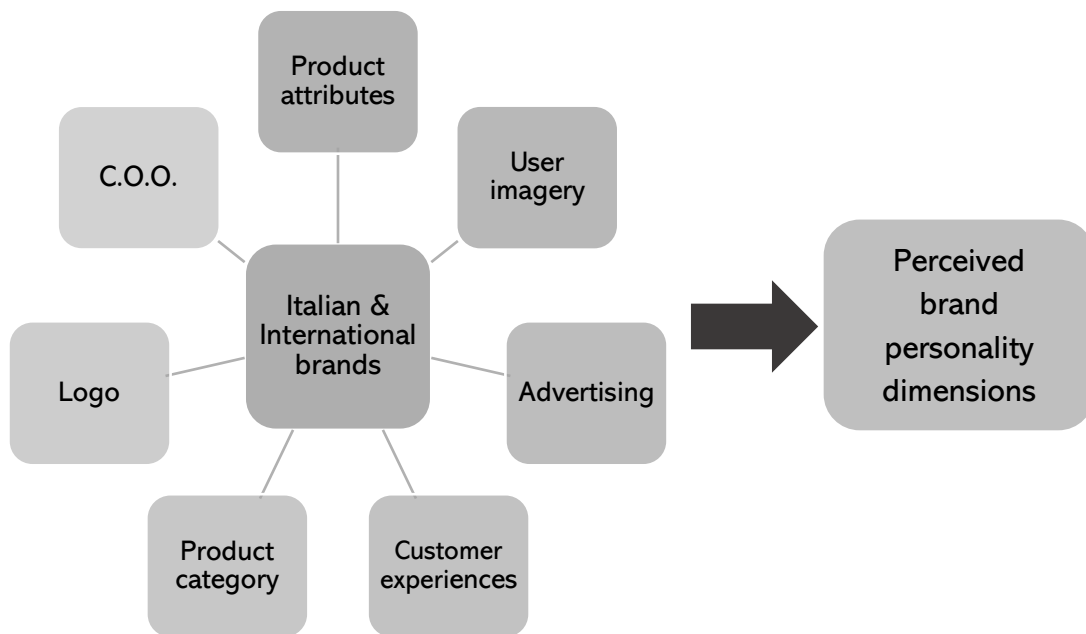 Product
attributes
User
imagery
C.O.O.
Italian &
International
brands
Perceived
brand
personality
dimensions
Logo
Advertising
Product
category
Customer
experiences